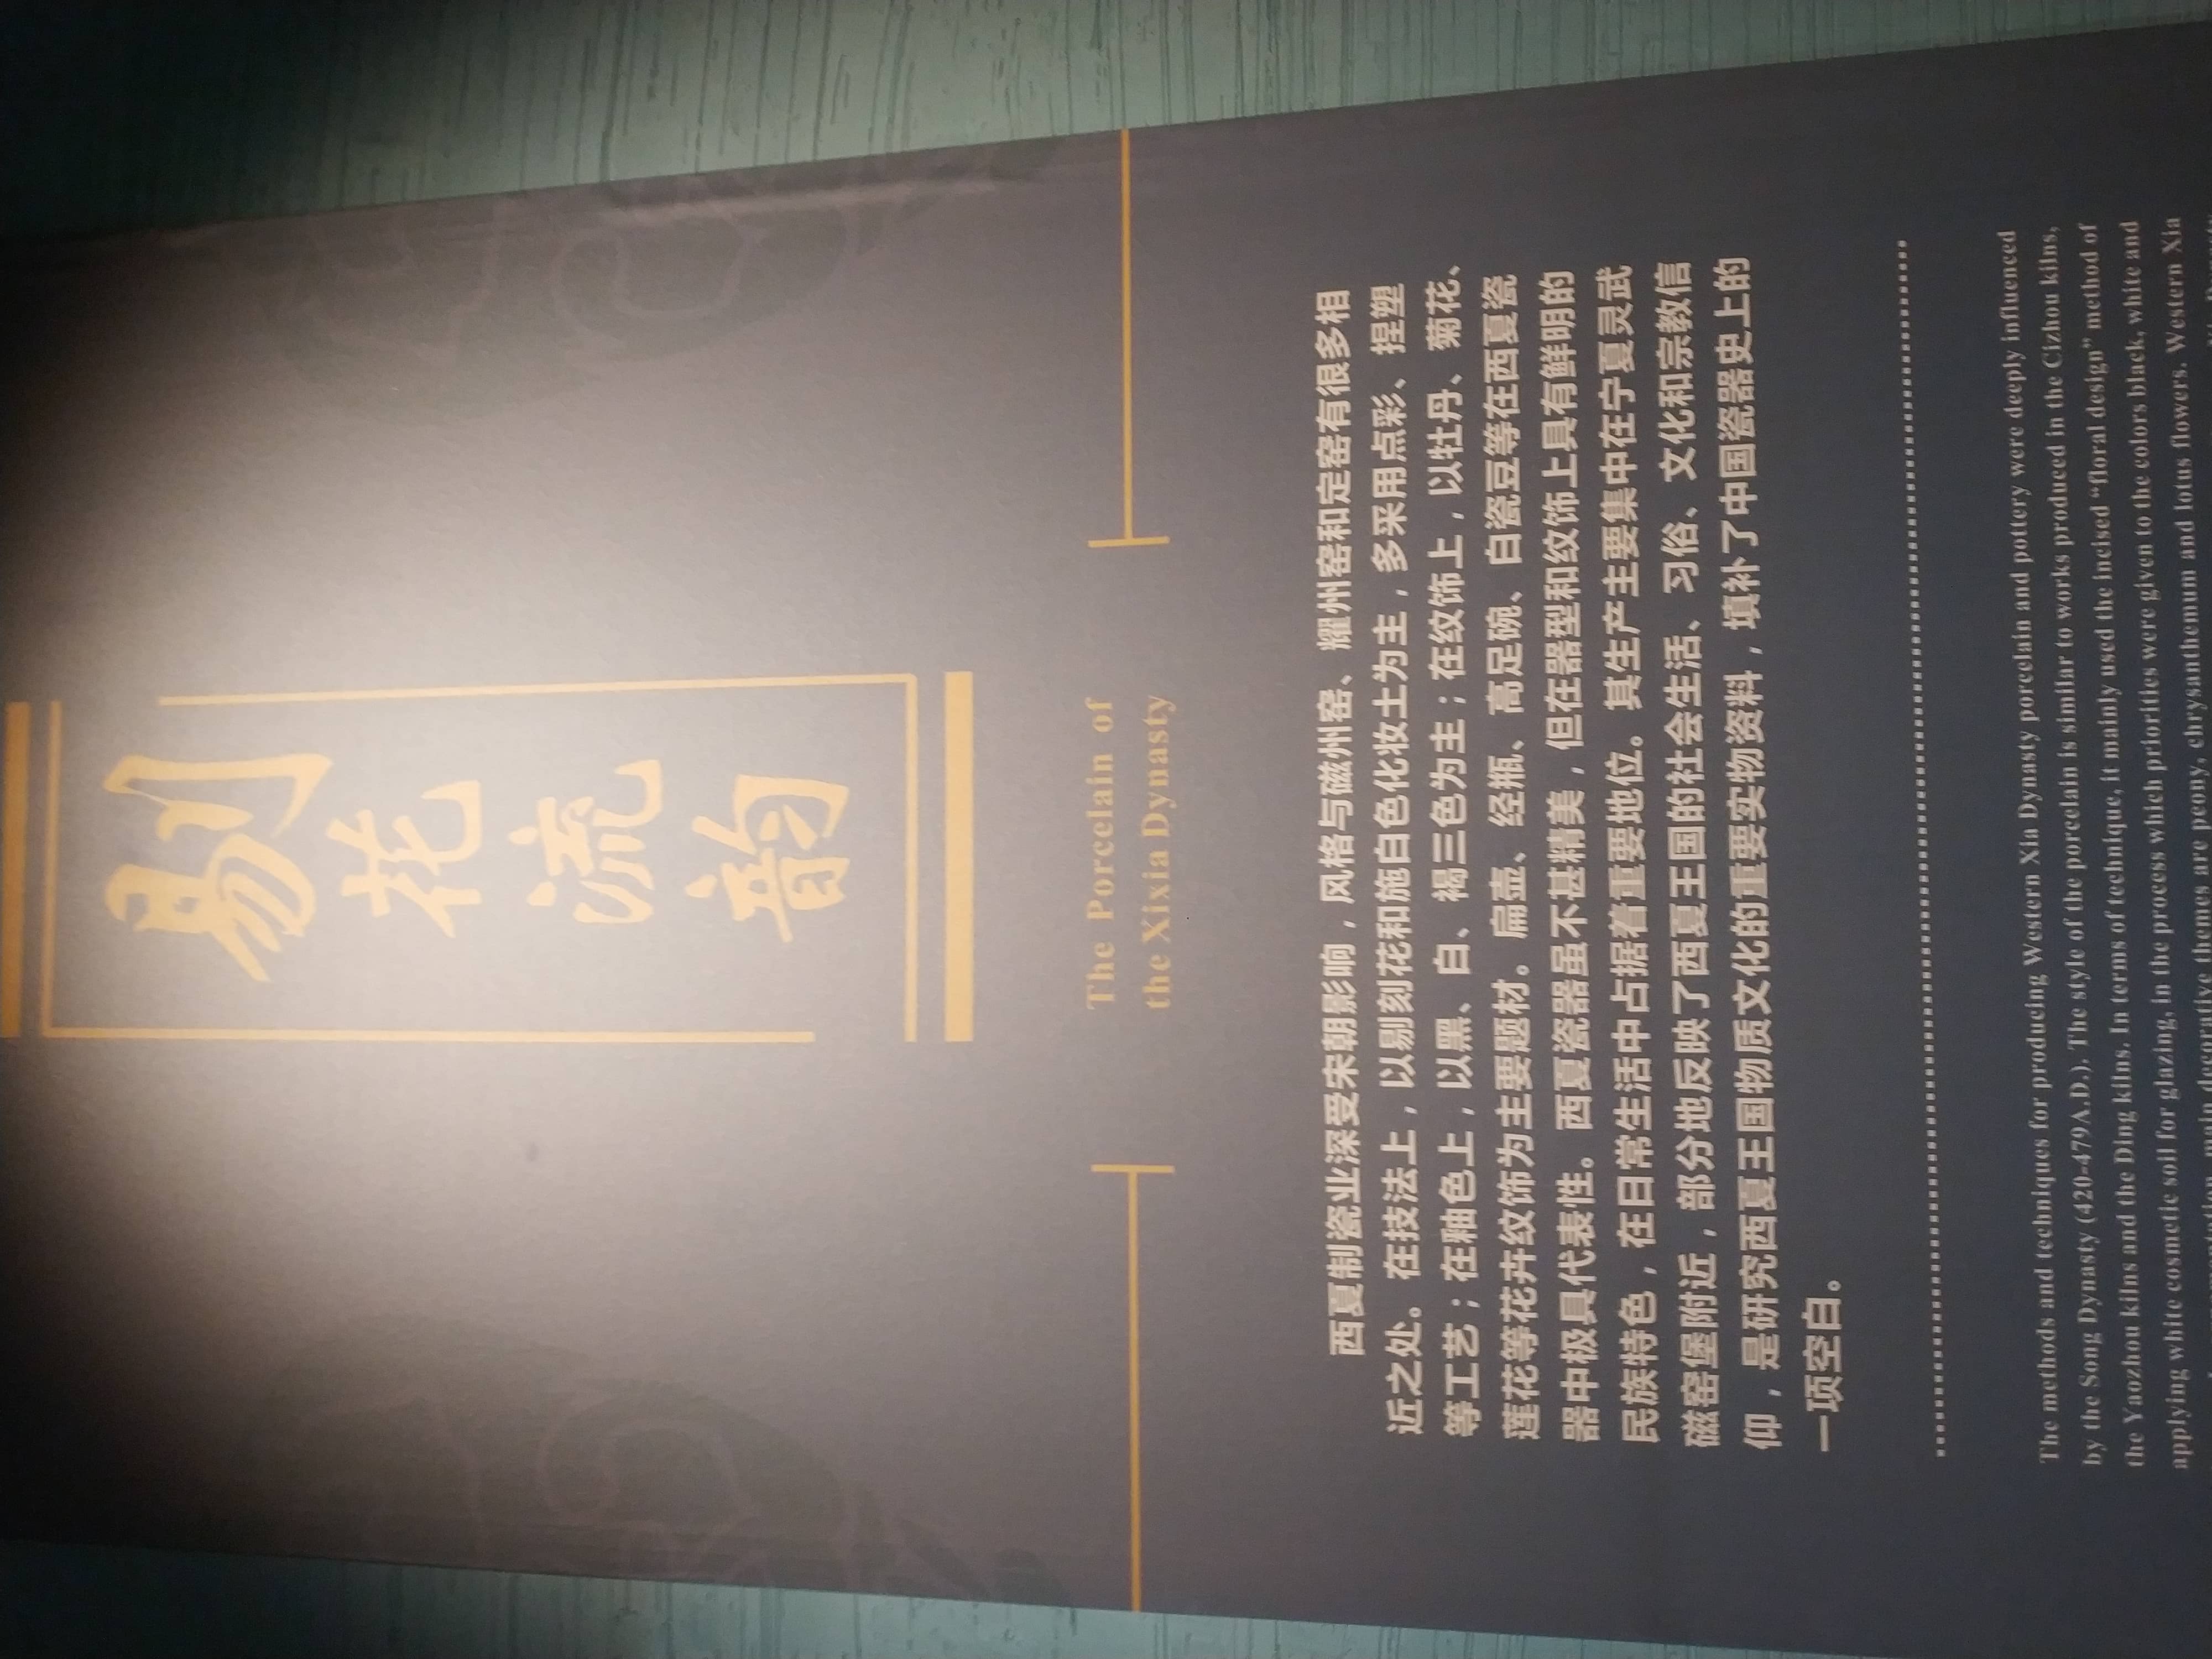 剔花流韵
The Porcelain of
the Xixia Dynasty
西夏制瓷业深受宋朝影响，风格与磁州窑、耀州窑和定窑有很多相
近之处。在技法上，以剔刻花和施白色化妆土为主，多采用点彩、捏塑
等工艺；在釉色上，以黑、白、褐三色为主；在纹饰上，以牡丹、菊花、
莲花等花卉纹饰为主要题材。扁壶、经瓶、高足碗、白瓷豆等在西夏瓷
器中极具代表性。西夏瓷器虽不甚精美，但在器型和纹饰上具有鲜明的
民族特色，在日常生活中占据着重要地位。其生产主要集中在宁夏灵武
磁窑堡附近，部分地反映了西夏王国的社会生活、习俗、文化和宗教信
仰，是研究西夏王国物质文化的重要实物资料，填补了中国瓷器史上的
一项空白。
The methods and techniques for producing Western Xia Dynasty porcelain and pottery were deeply influenced
by the Song Dynasty (420-479A.D.). The style of the porcelain is similar to works produced in the Cizhou kilns,
the Yaozhou kilns and the Ding kilns. In terms of technique, it mainly used the incised “floral design” method of
applying white cosmetic soil for glazing, in the process which priorities were given to the colors black, white and
main decorative themes are peony, chrysanthemum and lotus flowers. Western Xia